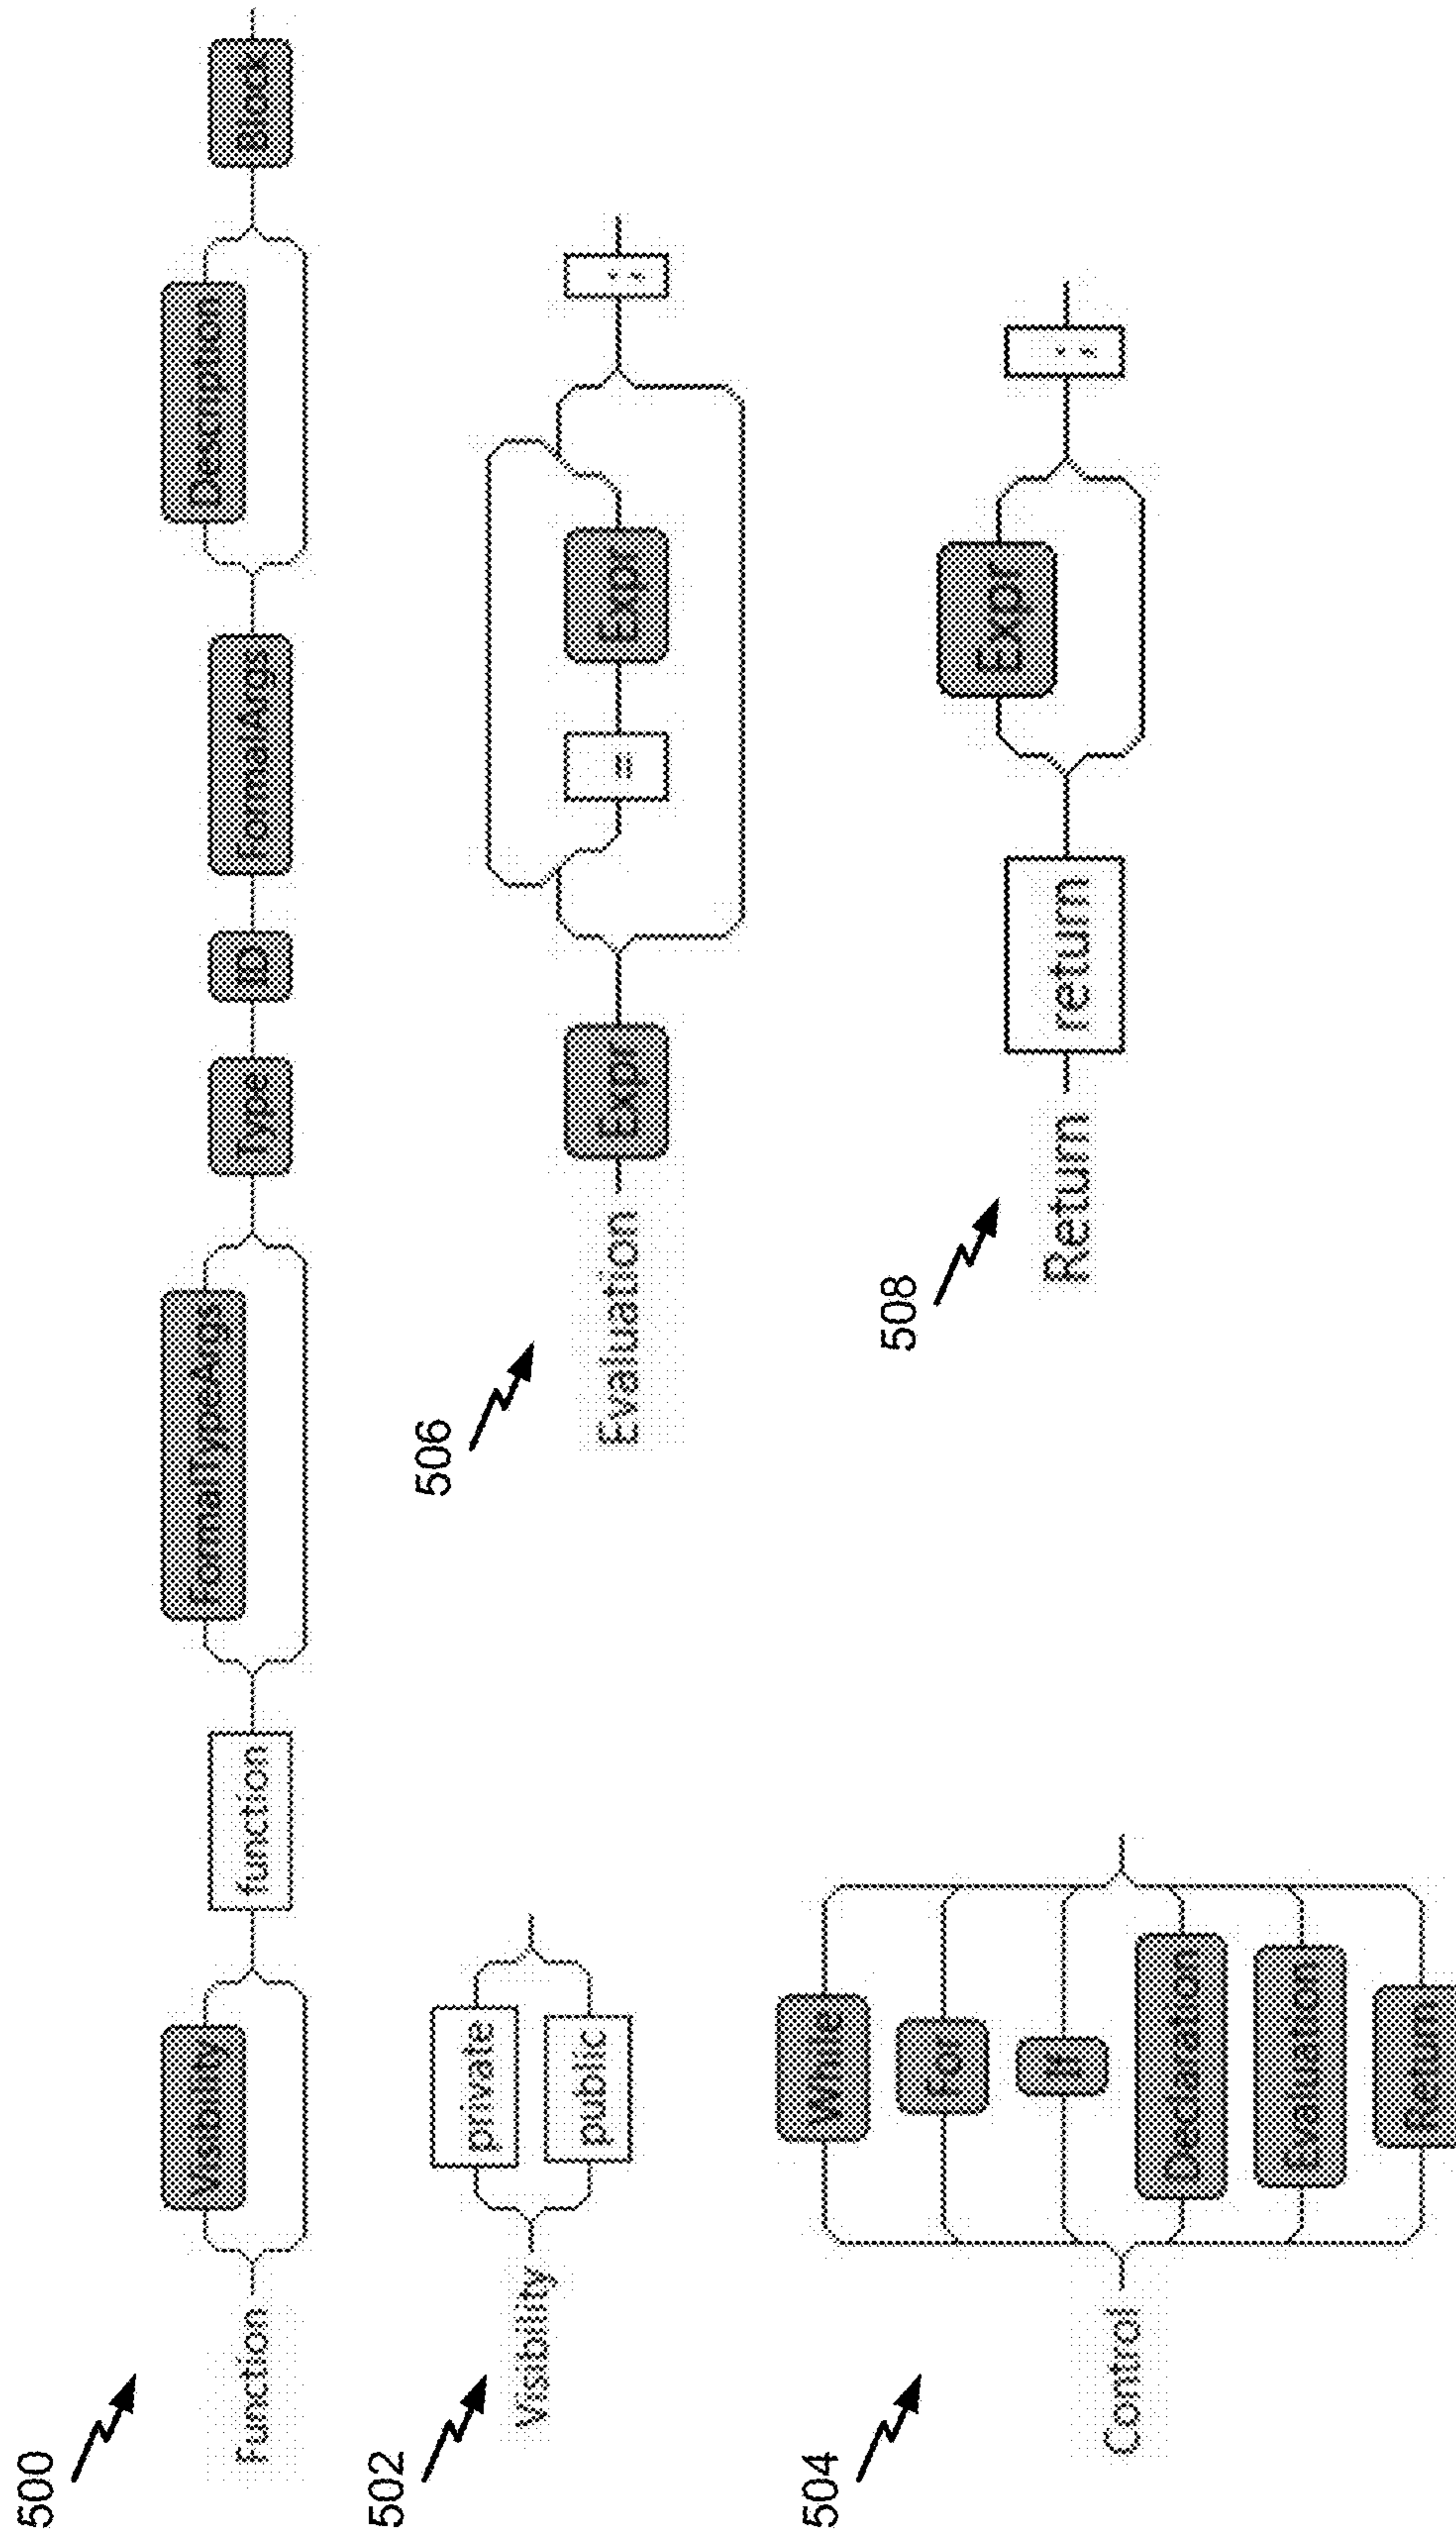 500
Function Visibility function FormalTypeArgs Type ID FormalArgs Description Block
502
Visibility private public
506
Evaluation Expr = Expr ;
504
Control While For If Declaration Evaluation Return
508
Return return Expr ;